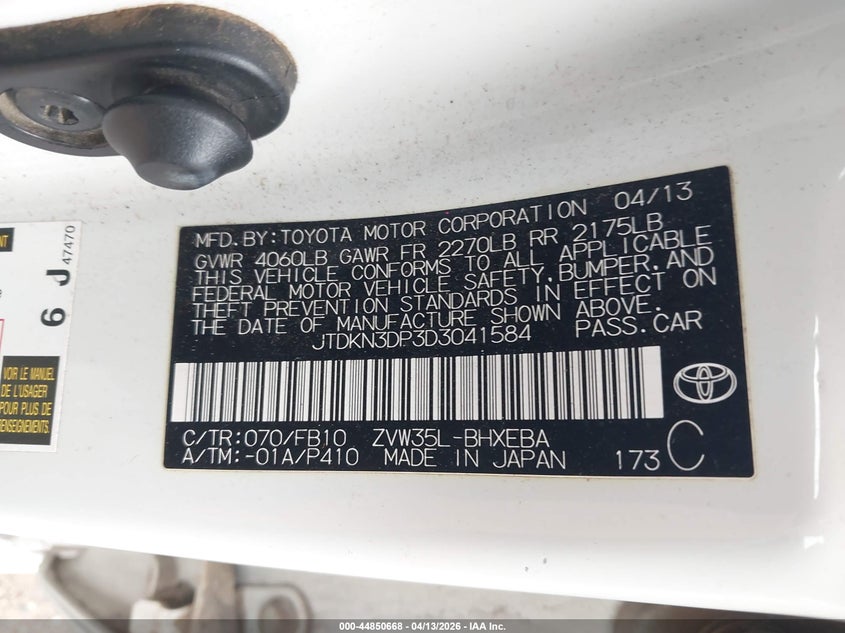 MFD.BY:TOYOTA MOTOR CORPORATION 04/13
GVWR 4060LB GAWR FR 2270LB RR 2175LB
THIS VEHICLE CONFORMS TO ALL APPLICABLE
FEDERAL MOTOR VEHICLE SAFETY,BUMPER,AND
THEFT PREVENTION STANDARDS IN EFFECT ON
THE DATE OF MANUFACTURE SHOWN ABOVE.
JTDKN3DP3D3041584 PASS.CAR
C/TR:070/FB10 ZVW35L-BHXEBA
A/TM:-01A/P410 MADE IN JAPAN 173 C
6 J 47470
VOIR LE MANUEL
DE L'USAGER
POUR PLUS DE
000-44850668 - 04/13/2026 - IAA Inc.